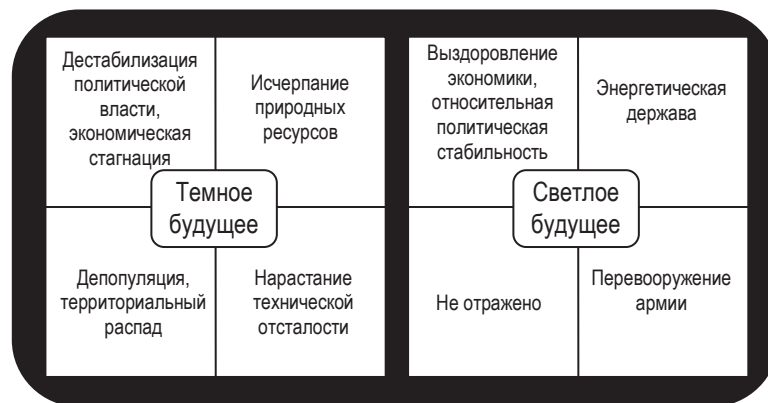 Дестабилизация
политической
власти,
экономическая
стагнация
Исчерпание
природных
ресурсов
Темное
будущее
Депопуляция,
территориальный
распад
Нарастание
технической
отсталости
Выздоровление
экономики,
относительная
политическая
стабильность
Энергетическая
держава
Светлое
будущее
Не отражено
Перевооружение
армии